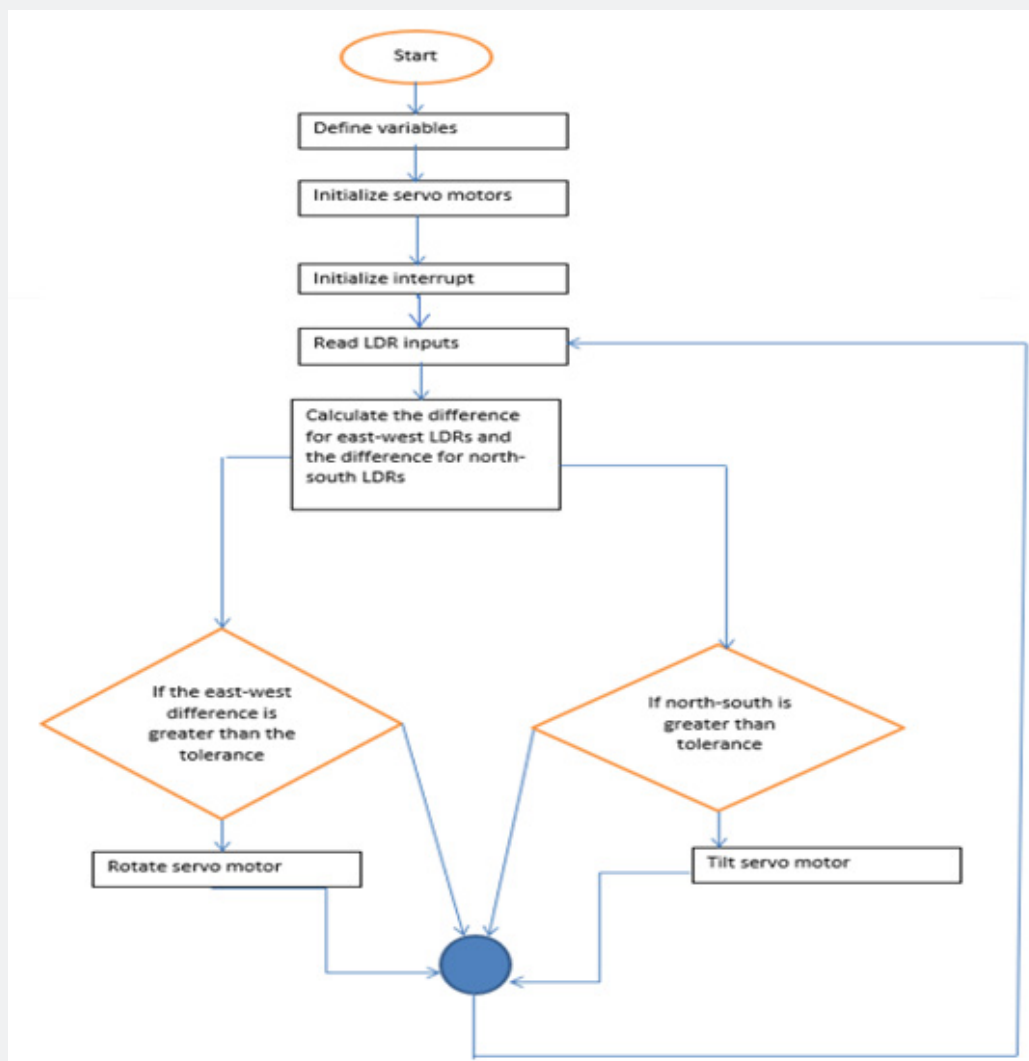 Start
Define variables
Initialize servo motors
Initialize interrupt
Read LDR inputs
Calculate the difference
for east-west LDRs and
the difference for north-
south LDRs
If the east-west
difference is
greater than the
tolerance
If north-south is
greater than
tolerance
Rotate servo motor
Tilt servo motor